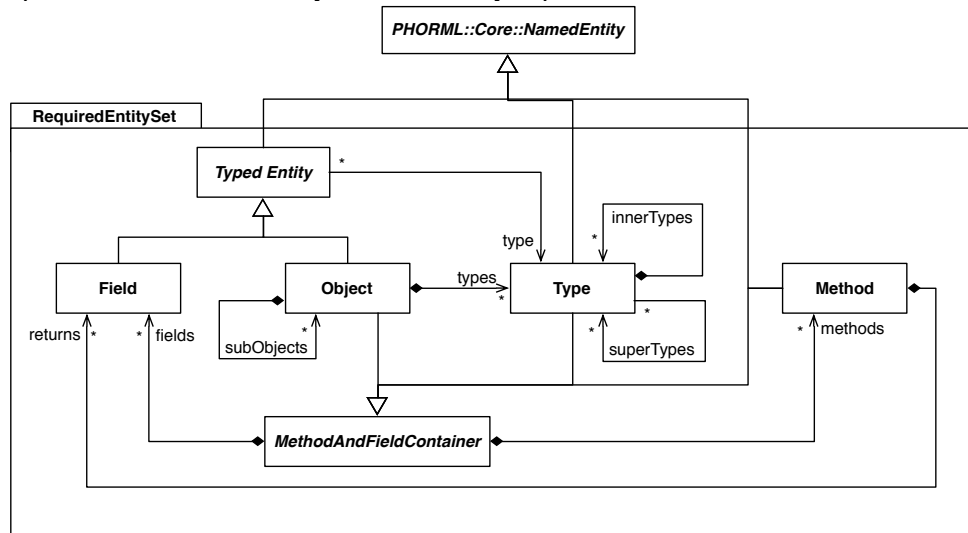 PHORML::Core::NamedEntity
RequiredEntitySet
Typed Entity
*
innerTypes
*
type
Field
Object
types
*
Type
Method
returns
*
*
fields
*
subObjects
*
*
superTypes
*
methods
MethodAndFieldContainer